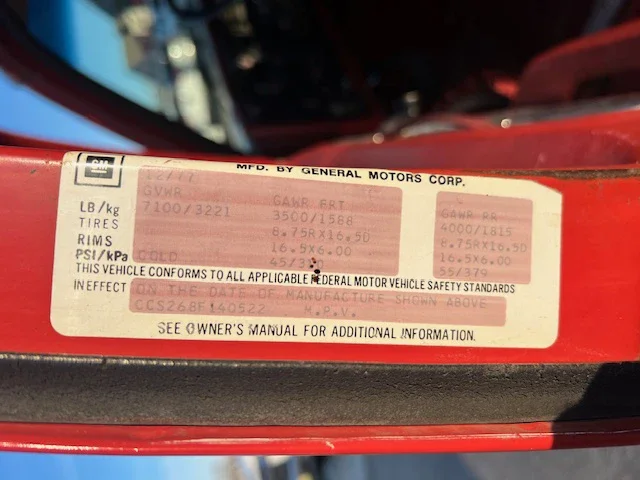 GM
MFD. BY GENERAL MOTORS CORP.
12/77
GVWR GAWR FRT GAWR RR
LB/kg 7100/3221 3500/1588 4000/1815
TIRES 8.75RX16.5D 8.75RX16.5D
RIMS 16.5X6.00 16.5X6.00
PSI/kPa COLD 45/3 55/379
THIS VEHICLE CONFORMS TO ALL APPLICABLE FEDERAL MOTOR VEHICLE SAFETY STANDARDS
IN EFFECT ON THE DATE OF MANUFACTURE SHOWN ABOVE
CCS268F140522 M.P.V.
SEE OWNER'S MANUAL FOR ADDITIONAL INFORMATION.